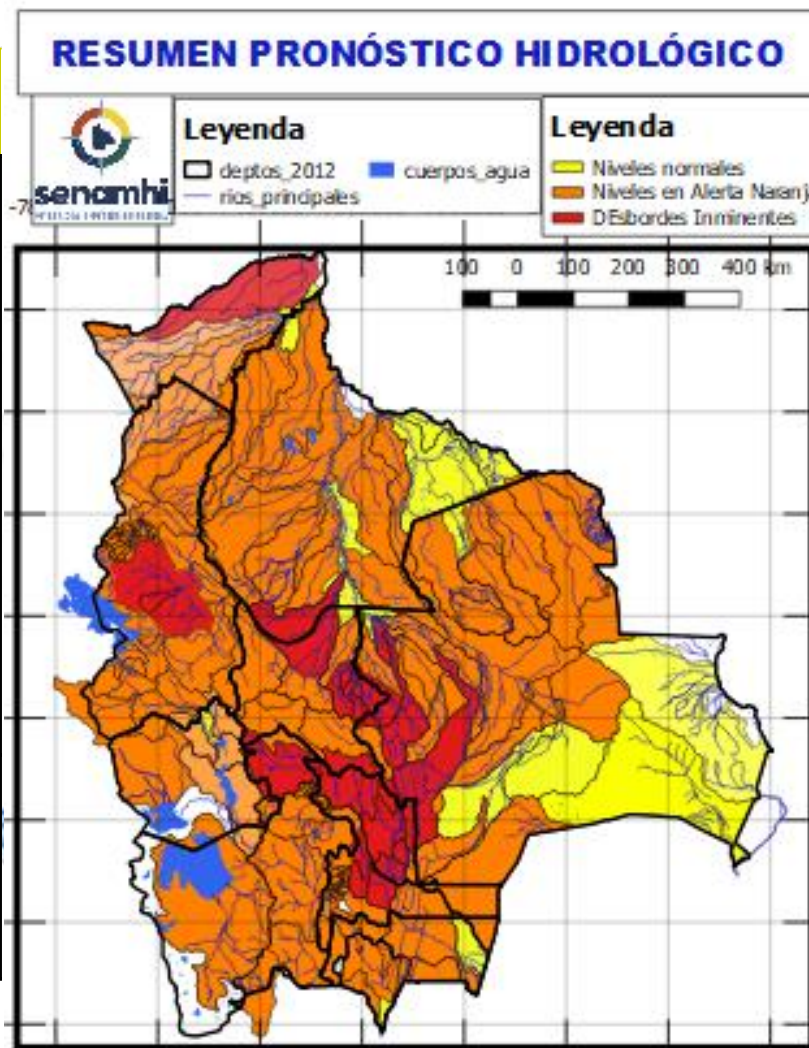 RESUMEN PRONÓSTICO HIDROLÓGICO
senamhi
Leyenda
deptos_2012
cuerpos_agua
rios_principales
Leyenda
Niveles normales
Niveles en Alerta Naranj
DEsbordes Inminentes
100 0 100 200 300 400 km